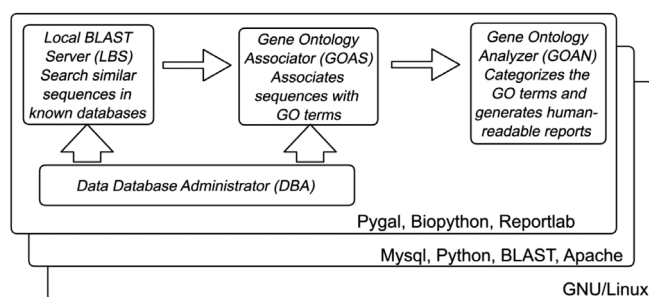 Local BLAST
Server (LBS)
Search similar
sequences in
known databases
Gene Ontology
Associator (GOAS)
Associates
sequences with
GO terms
Gene Ontology
Analyzer (GOAN)
Categorizes the
GO terms and
generates human-
readable reports
Data Database Administrator (DBA)
Pygal, Biopython, Reportlab
Mysql, Python, BLAST, Apache
GNU/Linux